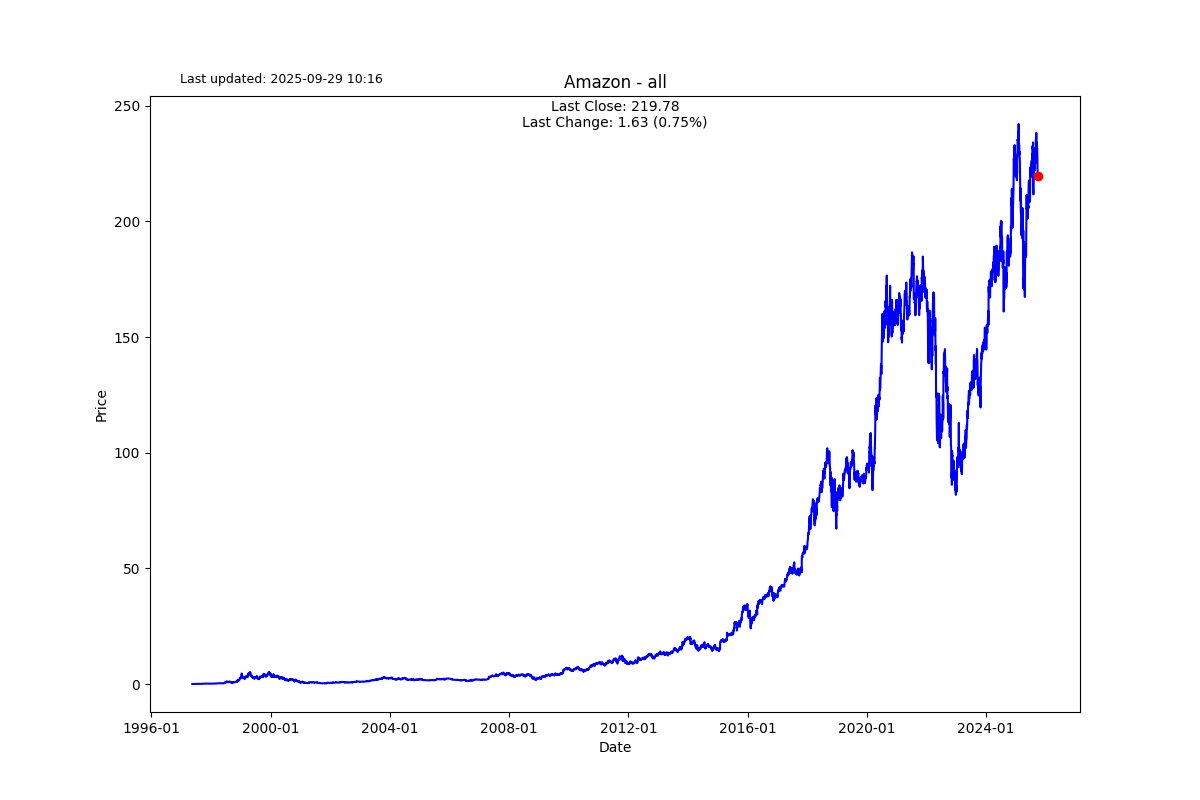 Last updated: 2025-09-29 10:16
Amazon - all
Last Close: 219.78
Last Change: 1.63 (0.75%)
250
200
150
100
50
0
Price
1996-01
2000-01
2004-01
2008-01
2012-01
2016-01
2020-01
2024-01
Date